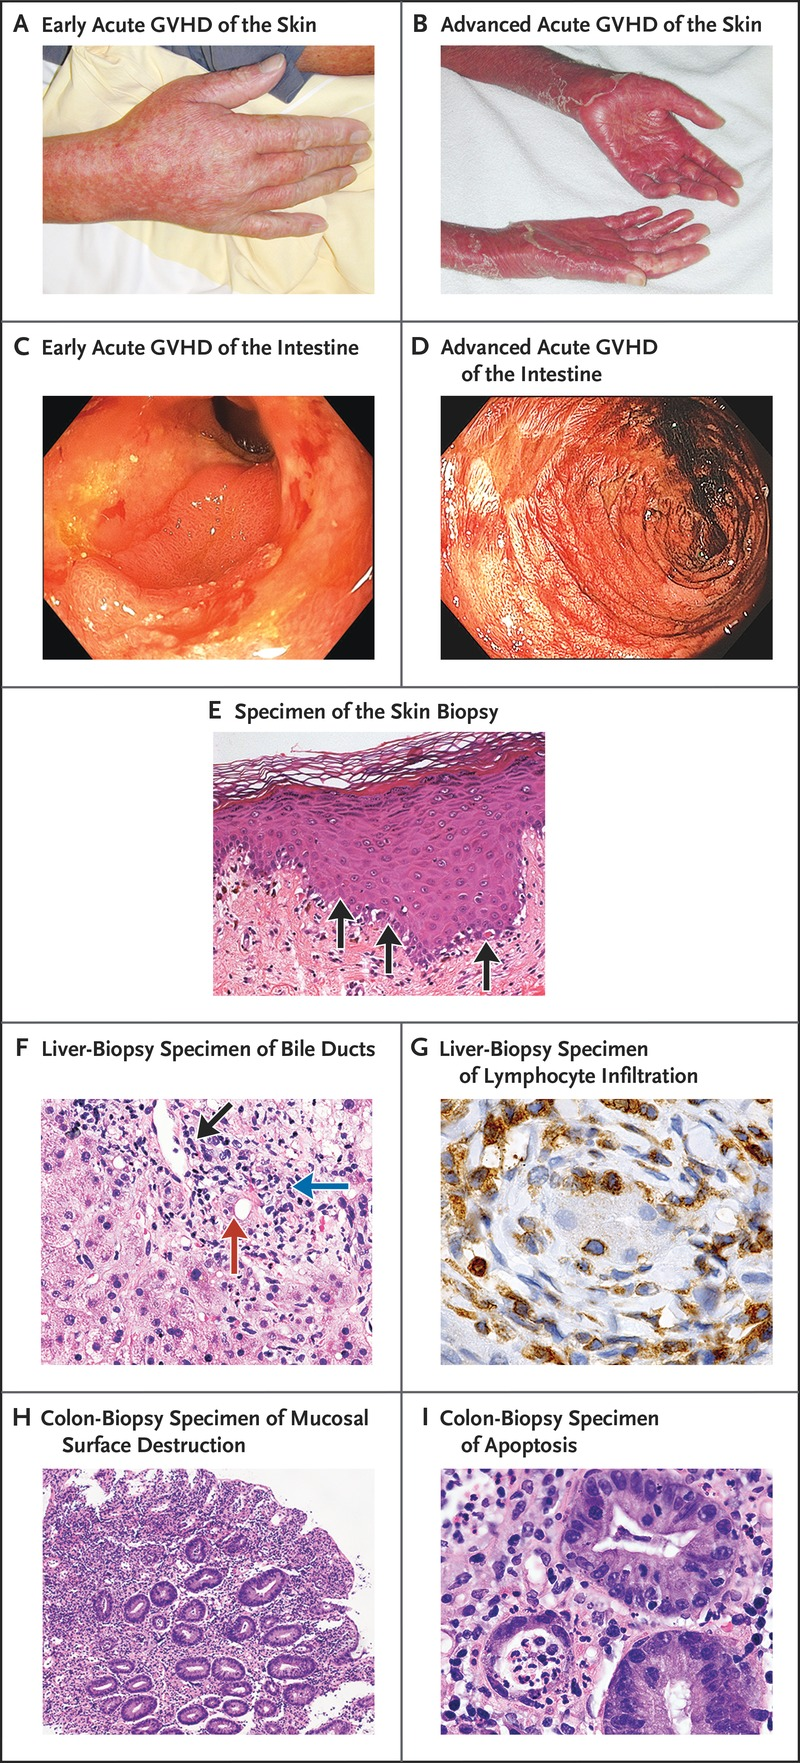 A Early Acute GVHD of the Skin
B Advanced Acute GVHD of the Skin
C Early Acute GVHD of the Intestine
D Advanced Acute GVHD
of the Intestine
E Specimen of the Skin Biopsy
F Liver-Biopsy Specimen of Bile Ducts
G Liver-Biopsy Specimen
of Lymphocyte Infiltration
H Colon-Biopsy Specimen of Mucosal
Surface Destruction
I Colon-Biopsy Specimen
of Apoptosis